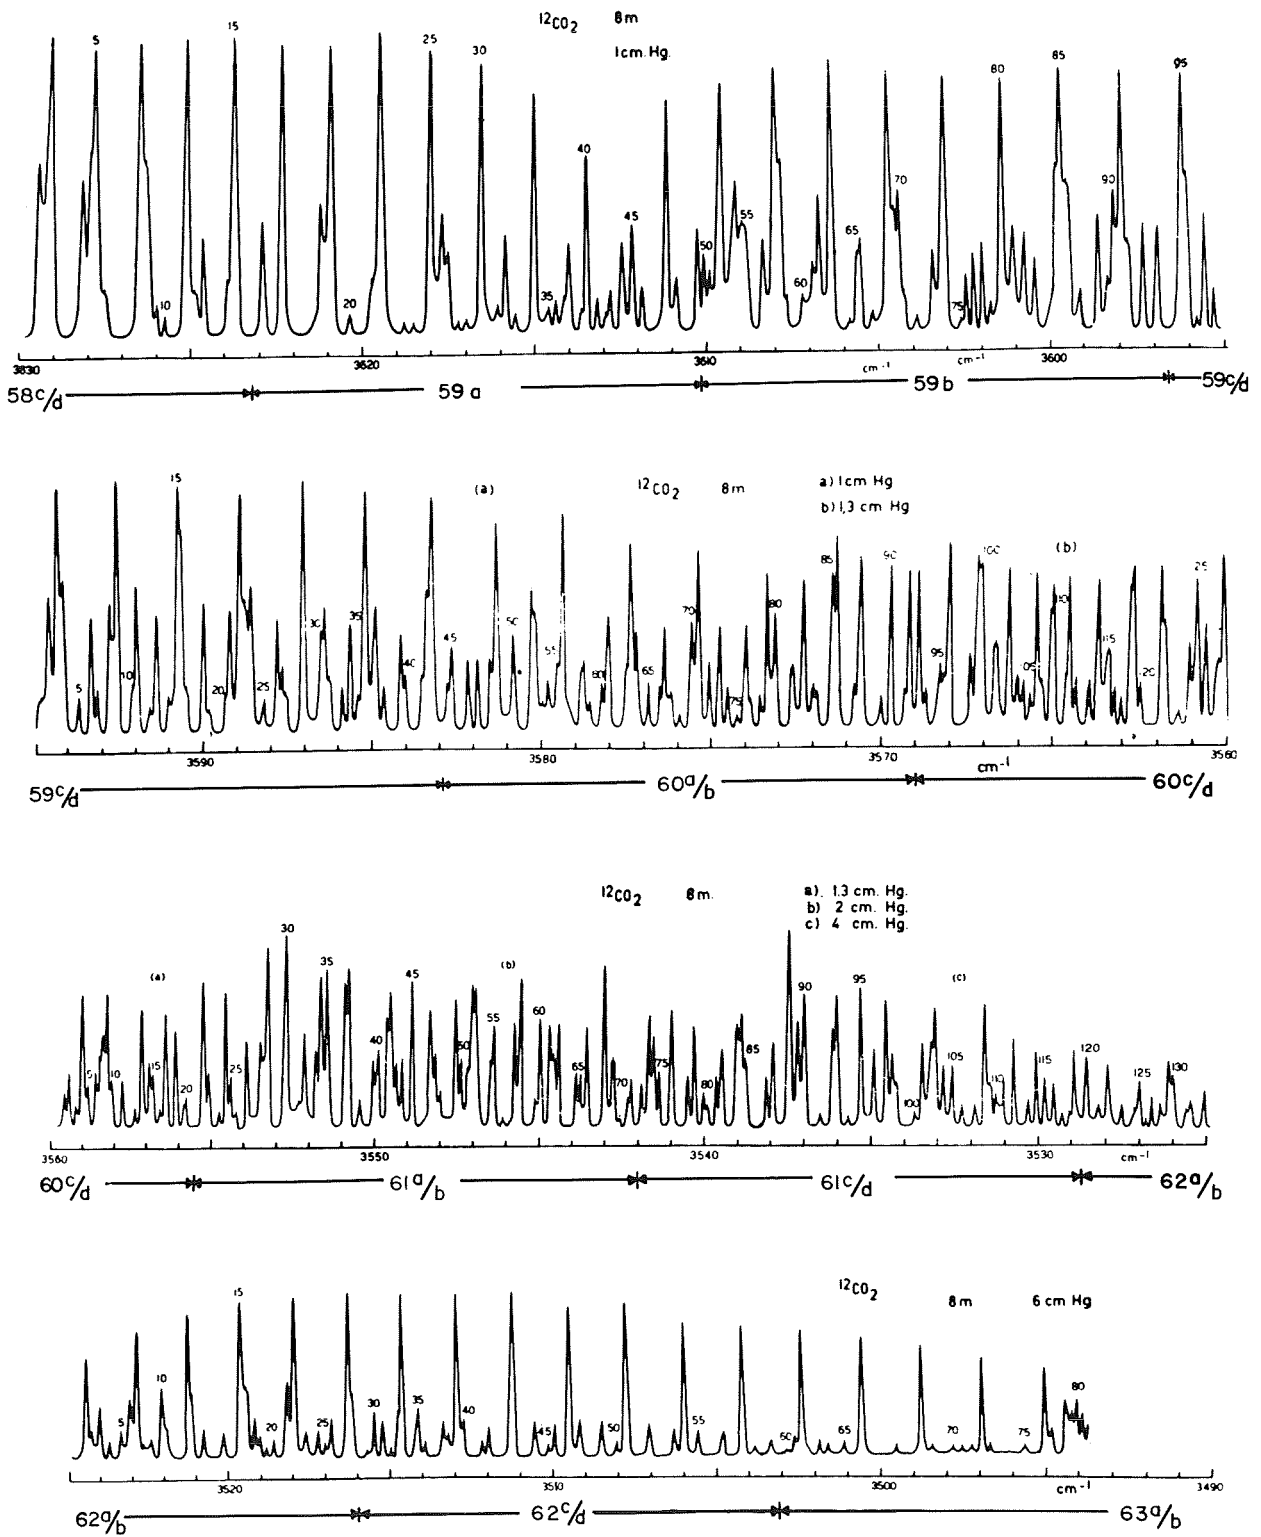 12CO2 8m
1cm. Hg.
5 15 25 30 85 95
80
40 70 90
45 50 55 65
10 20 35 60 75
3830 3620 3610 cm-1 3600
58c/d 59a 59b 59c/d
15 (a) 12CO2 8m a) 1cm Hg
b) 1,3 cm Hg
85 90 100 (b) 25
5 10 20 25 30 35 40 45 50 55 60 65 70 75 80 95 105 115 20
3590 3580 3570 cm-1 3560
59c/d 60a/b 60c/d
12CO2 8m. a). 1.3 cm. Hg.
b) 2 cm. Hg.
c) 4 cm. Hg.
(a) 30 35 45 (b) 90 95 (c)
5 10 15 20 25 40 50 55 60 65 70 75 80 85 100 105 110 115 120 125 130
3560 3550 3540 3530 cm-1
60c/d 61a/b 61c/d 62a/b
12CO2 8m 6 cm Hg
15
5 10 20 25 30 35 40 45 50 55 60 65 70 75 80
3520 3510 3500 cm-1 3490
62a/b 62c/d 63a/b